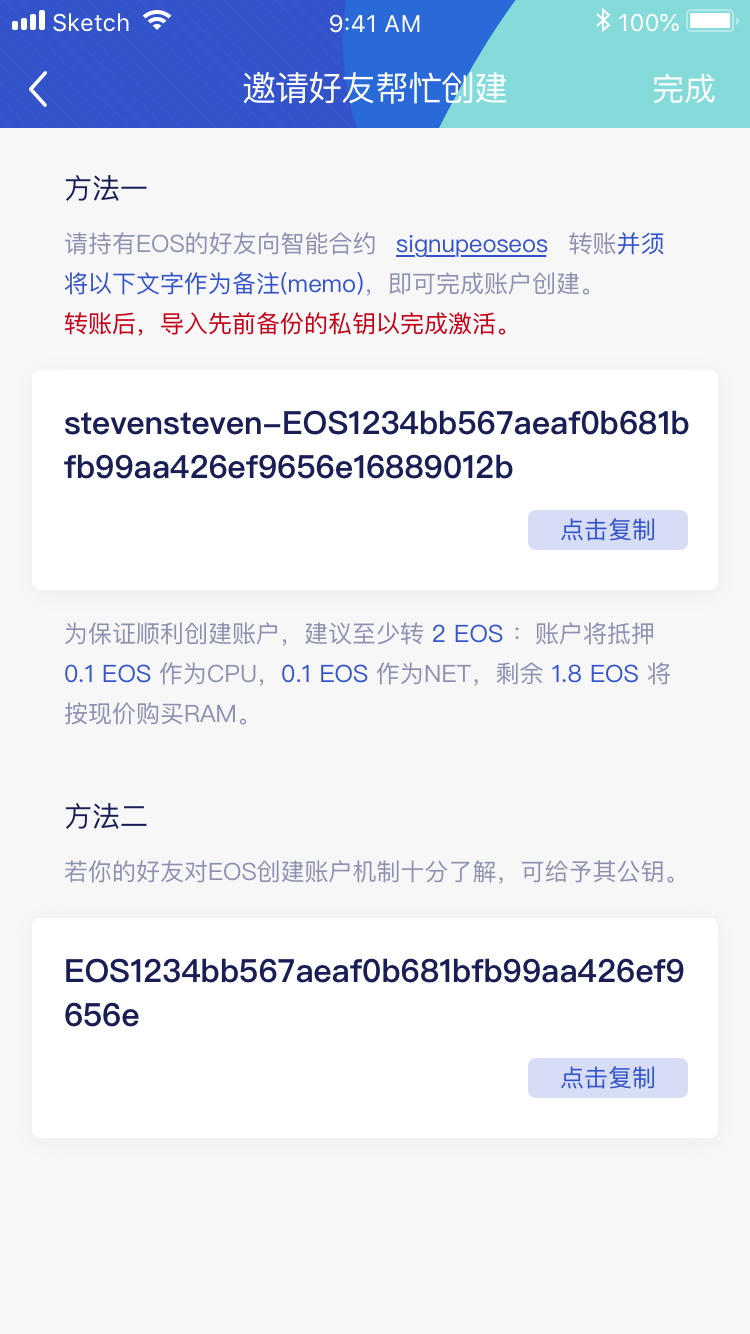 Sketch 9:41 AM 100%
邀请好友帮忙创建 完成
方法一
请持有EOS的好友向智能合约 signupeoseos 转账并须
将以下文字作为备注(memo)，即可完成账户创建。
转账后，导入先前备份的私钥以完成激活。
stevensteven–EOS1234bb567aeaf0b681b
fb99aa426ef9656e16889012b
点击复制
为保证顺利创建账户，建议至少转 2 EOS ：账户将抵押
0.1 EOS 作为CPU，0.1 EOS 作为NET，剩余 1.8 EOS 将
按现价购买RAM。
方法二
若你的好友对EOS创建账户机制十分了解，可给予其公钥。
EOS1234bb567aeaf0b681bfb99aa426ef9
656e
点击复制